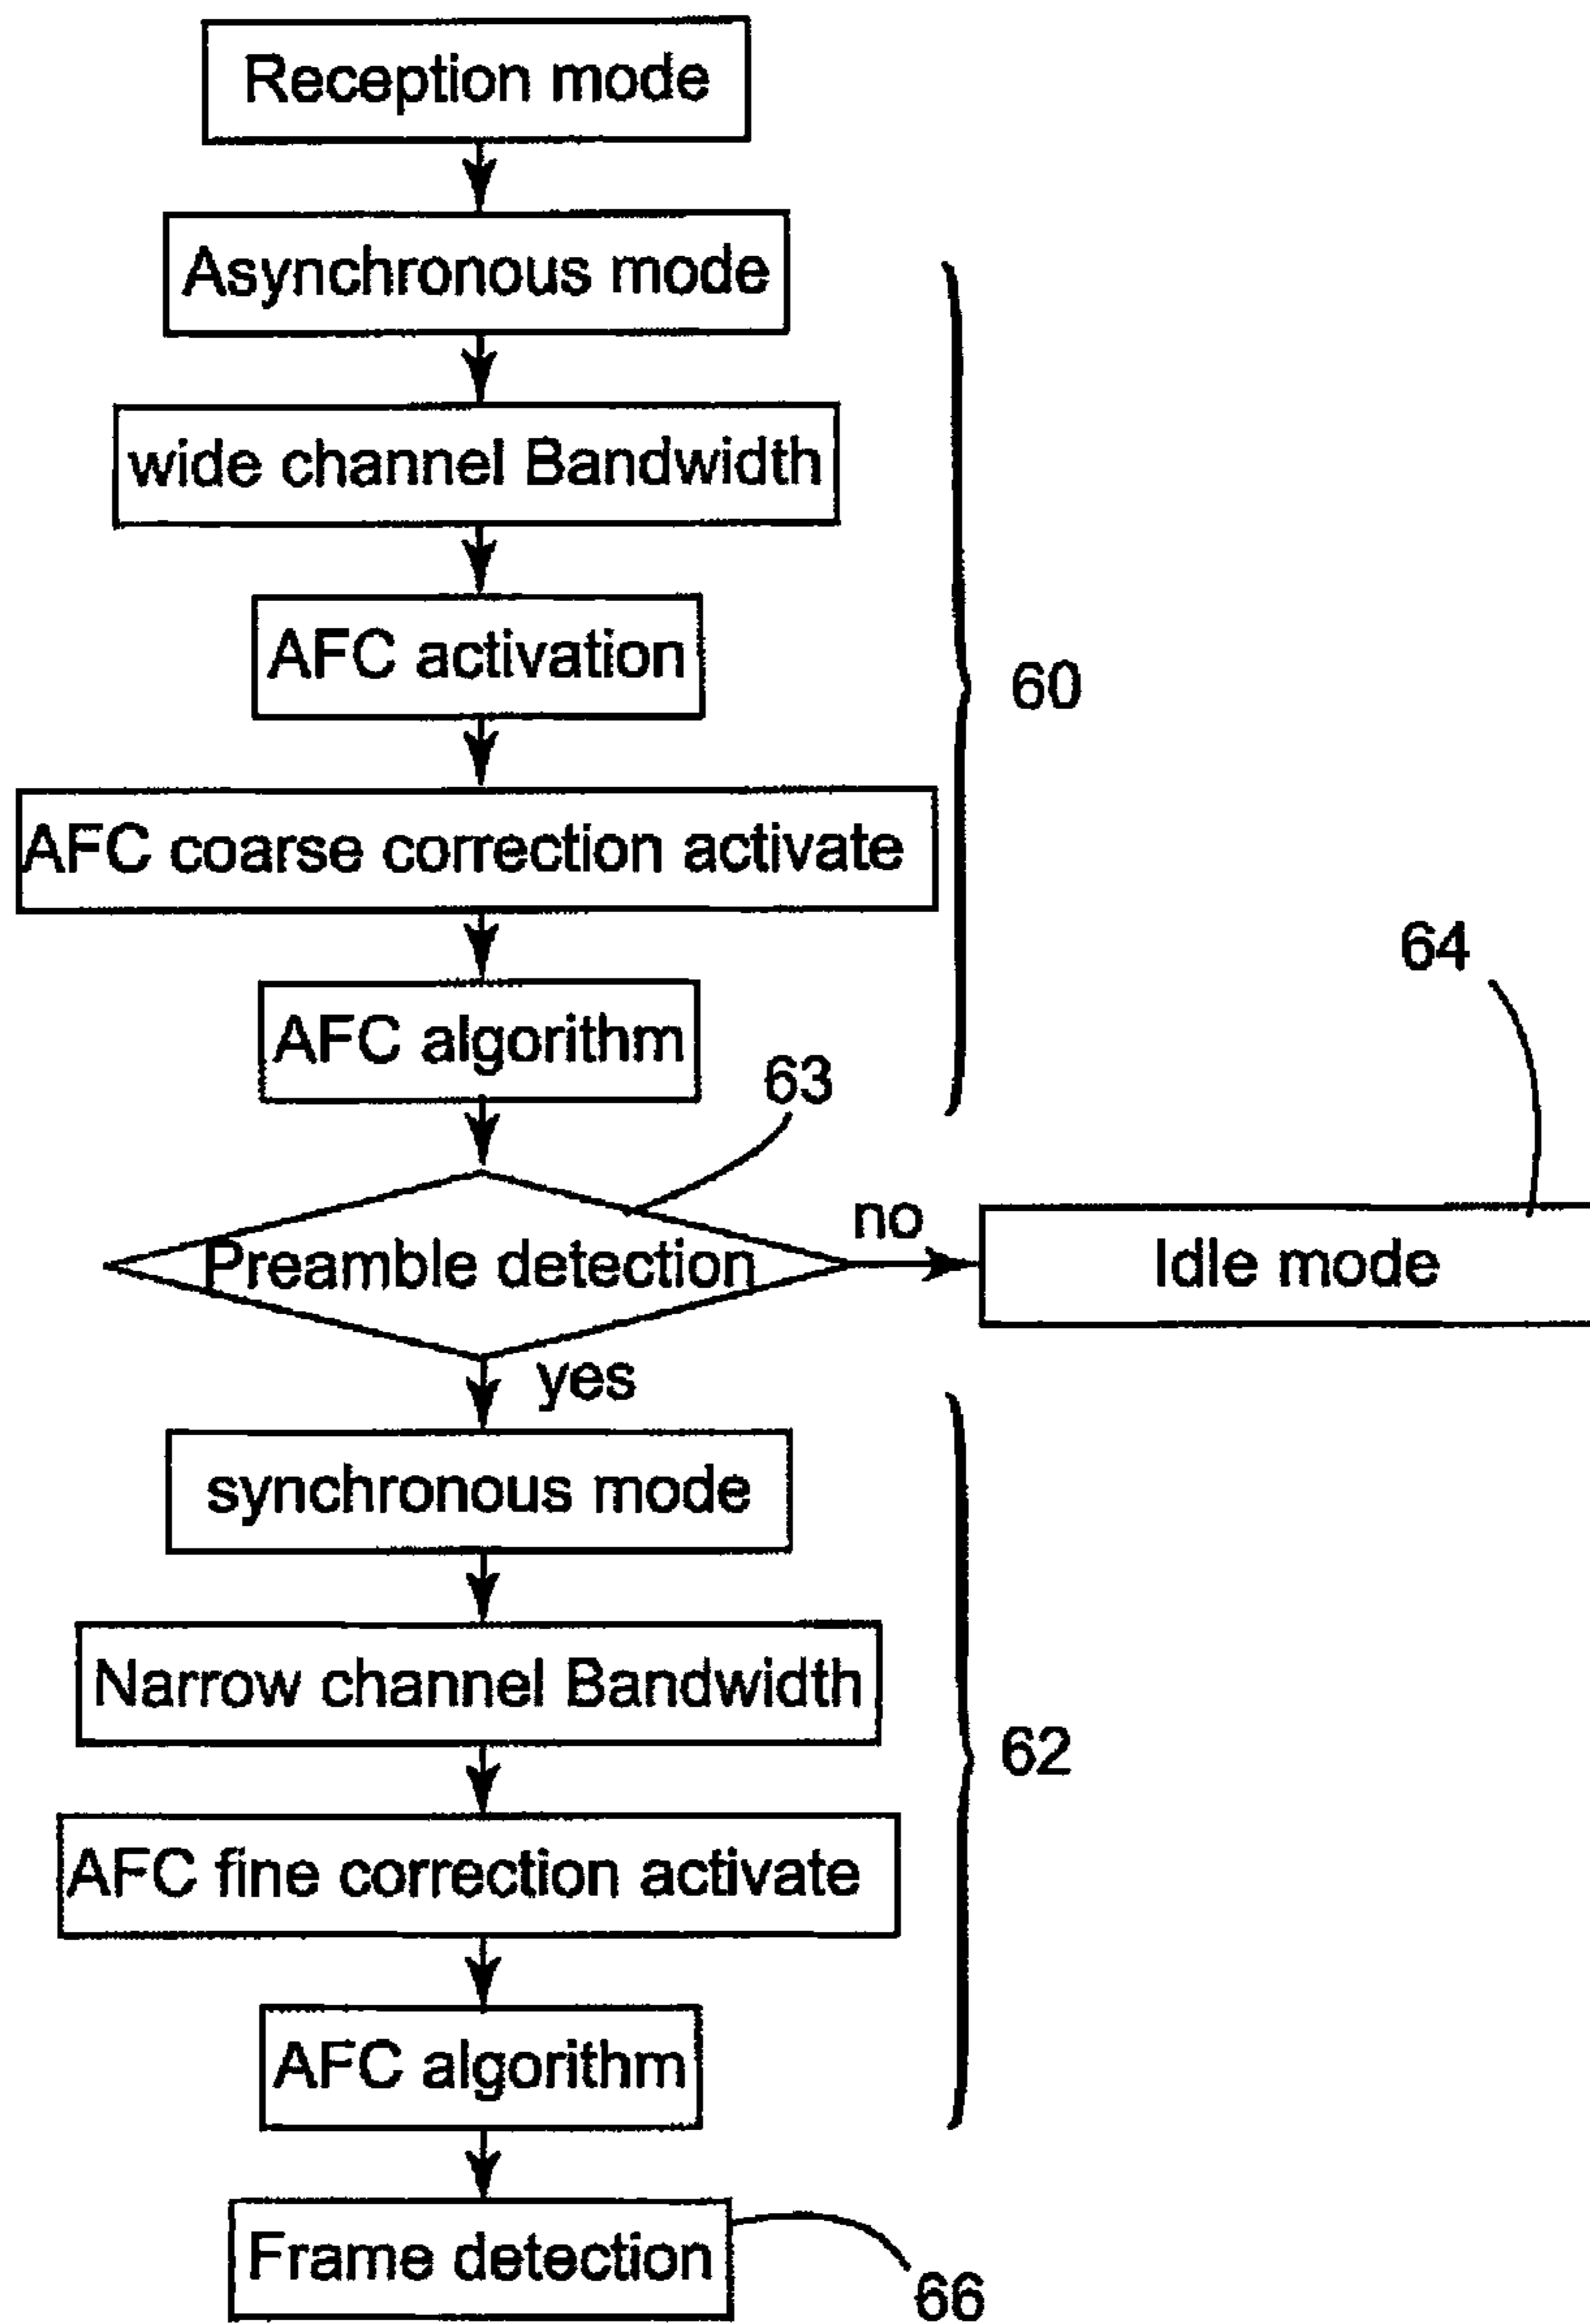 Reception mode
Asynchronous mode
wide channel Bandwidth
AFC activation
60
AFC coarse correction activate
64
AFC algorithm
63
no
Preamble detection
Idle mode
yes
synchronous mode
Narrow channel Bandwidth
62
AFC fine correction activate
AFC algorithm
Frame detection
66